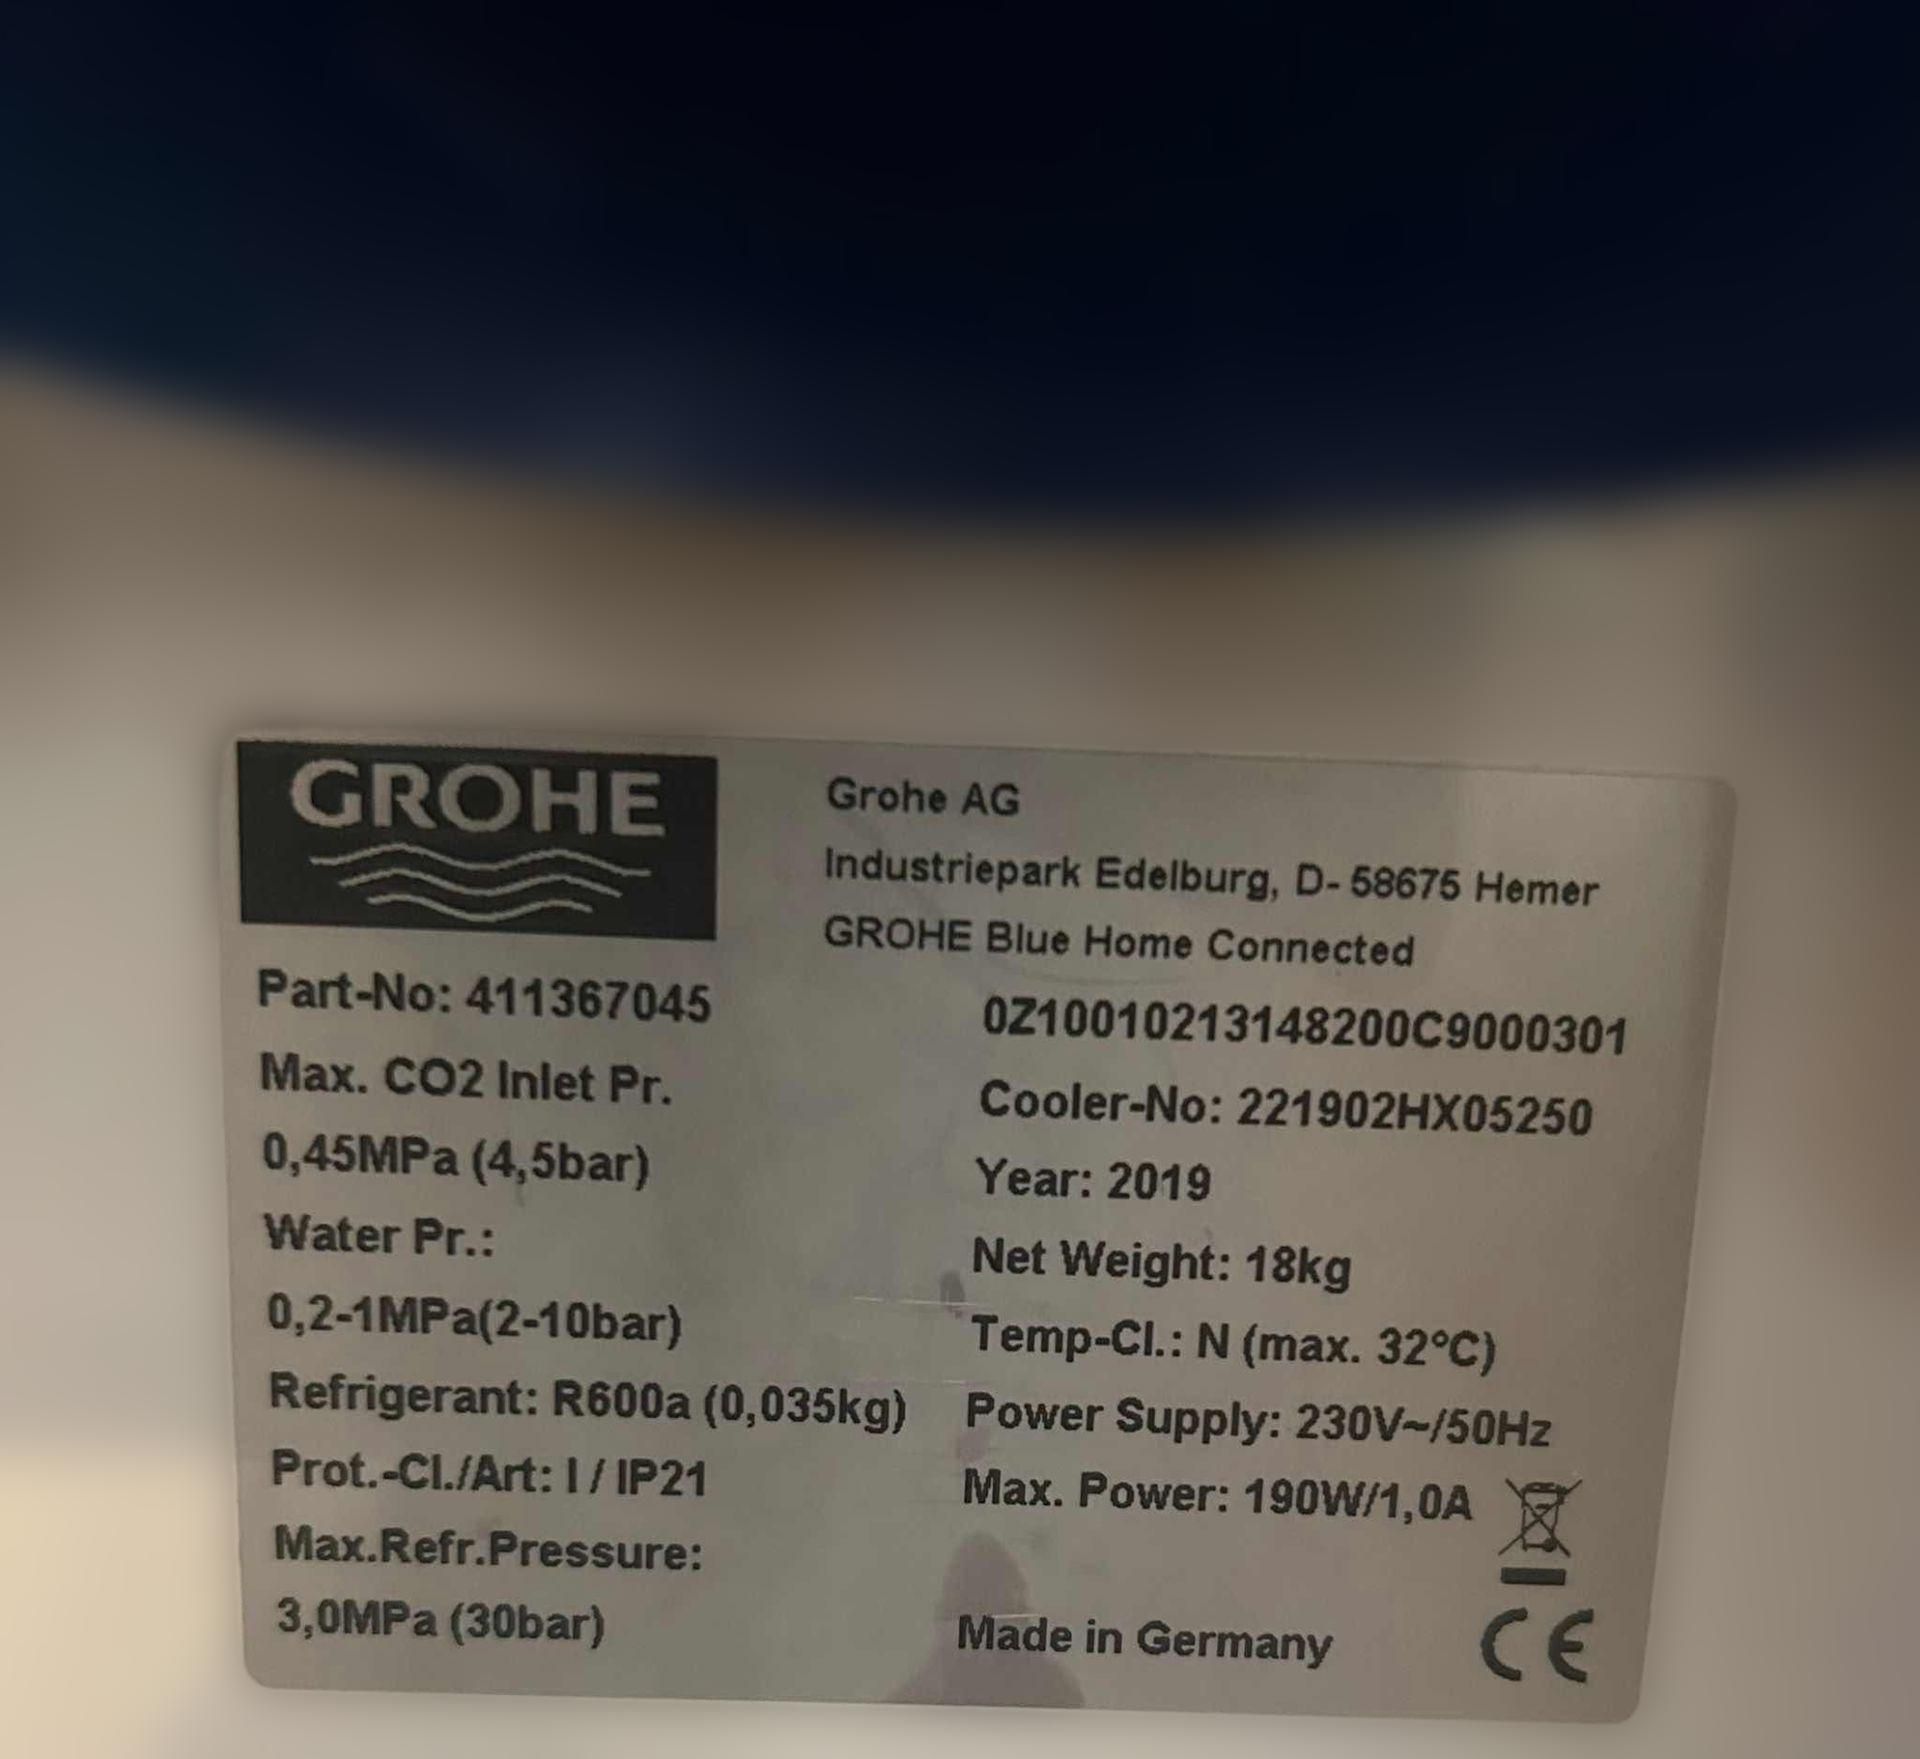 GROHE
Grohe AG
Industriepark Edelburg, D- 58675 Hemer
GROHE Blue Home Connected
Part-No: 411367045
Max. CO2 Inlet Pr.
0,45MPa (4,5bar)
Water Pr.:
0,2-1MPa(2-10bar)
Refrigerant: R600a (0,035kg)
Prot.-Cl./Art: I / IP21
Max.Refr.Pressure:
3,0MPa (30bar)
0Z10010213148200C9000301
Cooler-No: 221902HX05250
Year: 2019
Net Weight: 18kg
Temp-Cl.: N (max. 32°C)
Power Supply: 230V~/50Hz
Max. Power: 190W/1,0A
Made in Germany
CE